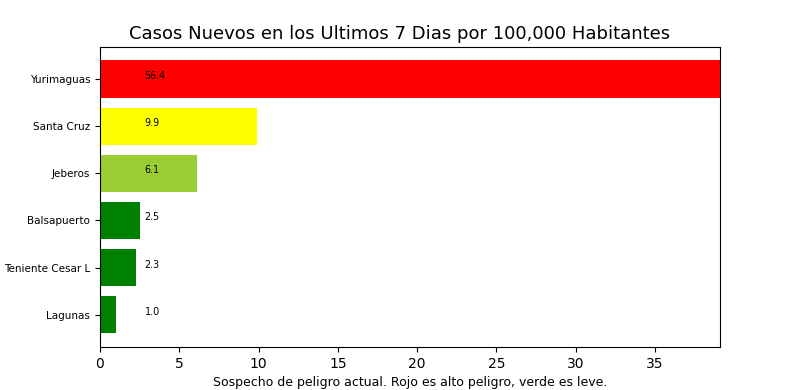 Casos Nuevos en los Ultimos 7 Dias por 100,000 Habitantes
Yurimaguas 56.4
Santa Cruz 9.9
Jeberos 6.1
Balsapuerto 2.5
Teniente Cesar L 2.3
Lagunas 1.0
0 5 10 15 20 25 30 35
Sospecho de peligro actual. Rojo es alto peligro, verde es leve.